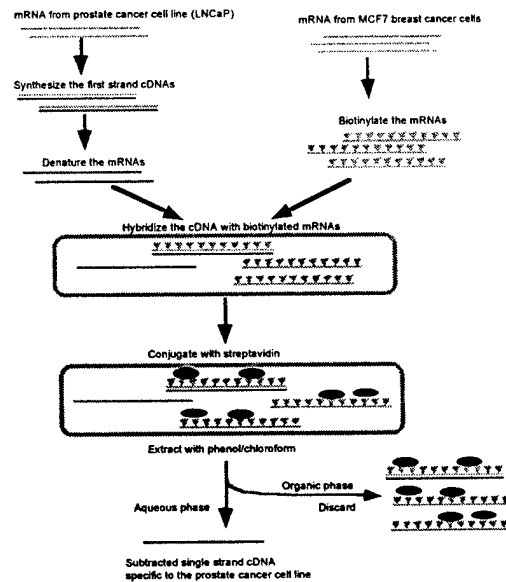 mRNA from prostate cancer cell line (LNCaP)
mRNA from MCF7 breast cancer cells
Synthesize the first strand cDNAs
Biotinylate the mRNAs
Denature the mRNAs
Hybridize the cDNA with biotinylated mRNAs
Conjugate with streptavidin
Extract with phenol/chloroform
Organic phase
Aqueous phase
Discard
Subtracted single strand cDNA
specific to the prostate cancer cell line